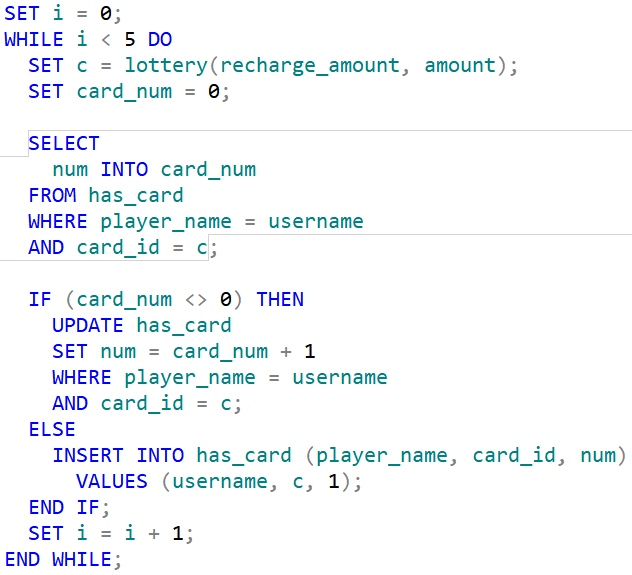 SET i = 0;
WHILE i < 5 DO
  SET c = lottery(recharge_amount, amount);
  SET card_num = 0;

  SELECT
    num INTO card_num
  FROM has_card
  WHERE player_name = username
  AND card_id = c;

  IF (card_num <> 0) THEN
    UPDATE has_card
    SET num = card_num + 1
    WHERE player_name = username
    AND card_id = c;
  ELSE
    INSERT INTO has_card (player_name, card_id, num)
      VALUES (username, c, 1);
  END IF;
  SET i = i + 1;
END WHILE;